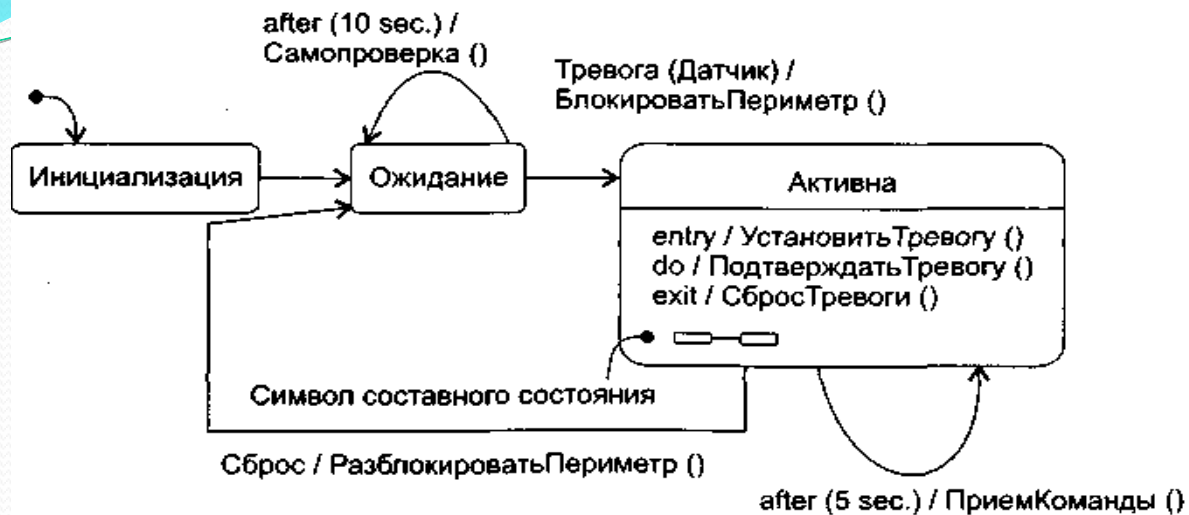 after (10 sec.) /
Самопроверка ()
Тревога (Датчик) /
БлокироватьПериметр ()
Инициализация
Ожидание
Активна
entry / УстановитьТревогу ()
do / ПодтверждатьТревогу ()
exit / СбросТревоги ()
Символ составного состояния
Сброс / РазблокироватьПериметр ()
after (5 sec.) / ПриемКоманды ()